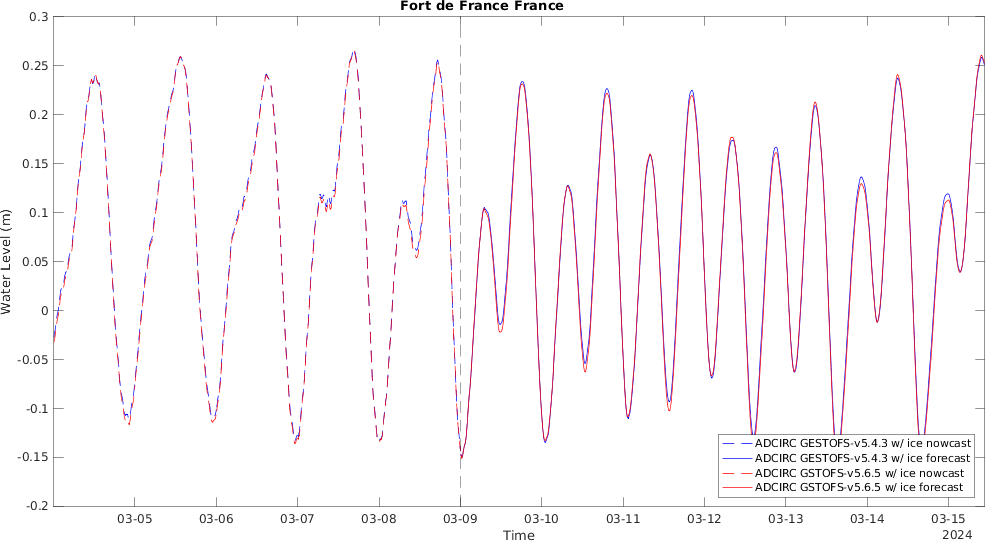 Fort de France France
0.3
0.25
0.2
0.15
0.1
0.05
0
-0.05
-0.1
-0.15
-0.2
Water Level (m)
ADCIRC GESTOFS-v5.4.3 w/ ice nowcast
ADCIRC GESTOFS-v5.4.3 w/ ice forecast
ADCIRC GSTOFS-v5.6.5 w/ ice nowcast
ADCIRC GSTOFS-v5.6.5 w/ ice forecast
03-05 03-06 03-07 03-08 03-09 03-10 03-11 03-12 03-13 03-14 03-15
Time
2024